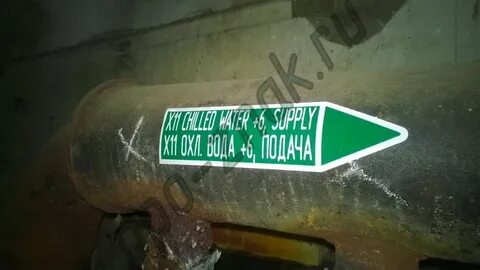 X11 CHILLED WATER +6, SUPPLY
X11 ОХЛ. ВОДА +6, ПОДАЧА